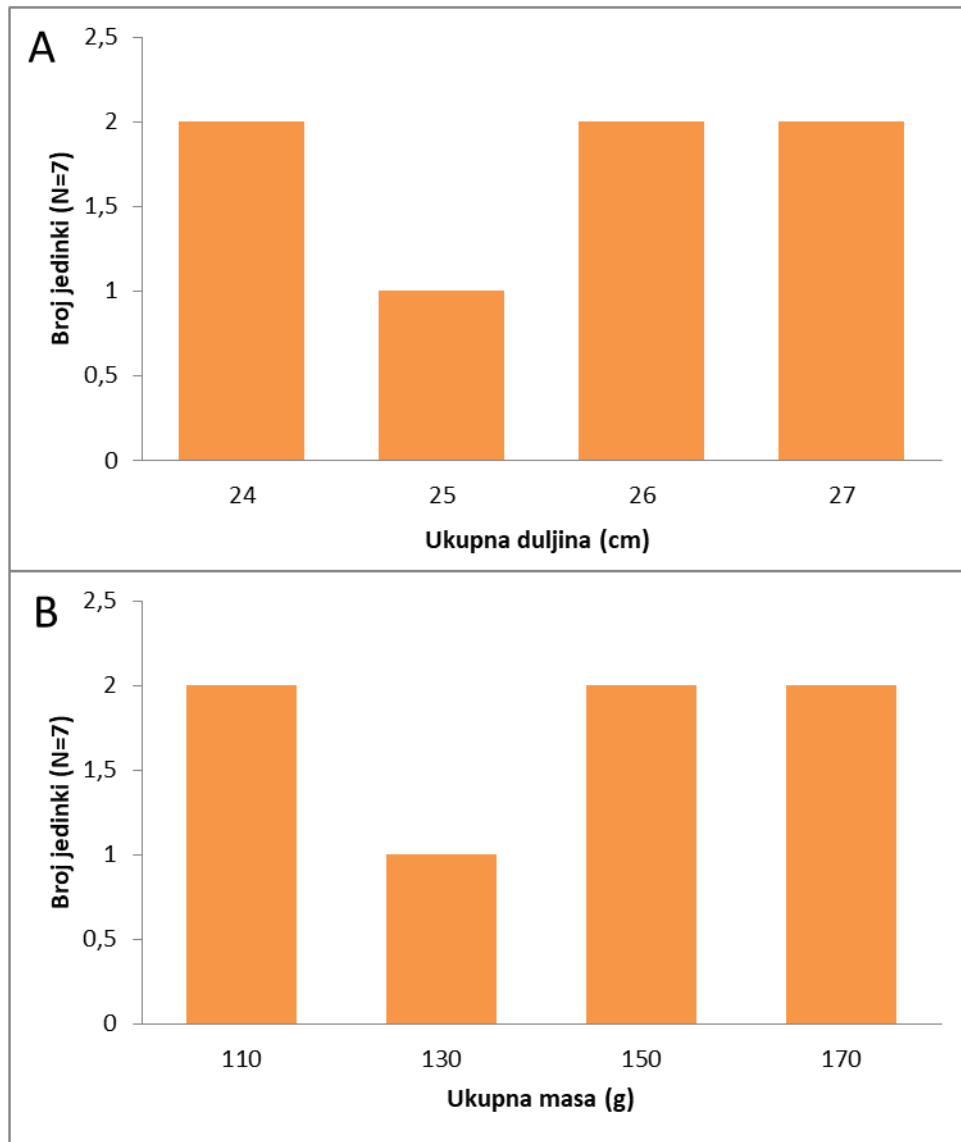 A
2,5
2
1,5
1
0,5
0
Broj jedinki (N=7)
24 25 26 27
Ukupna duljina (cm)
B
2,5
2
1,5
1
0,5
0
Broj jedinki (N=7)
110 130 150 170
Ukupna masa (g)